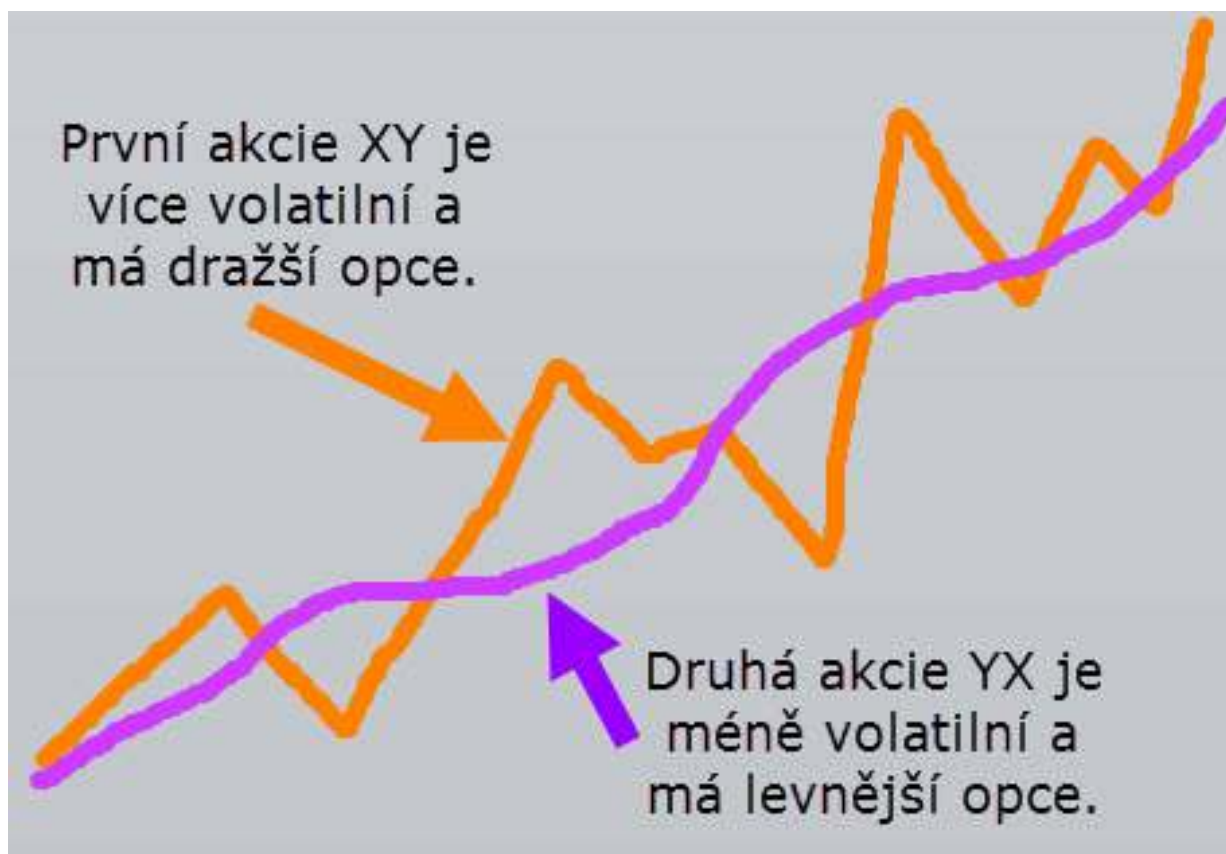 První akcie XY je
více volatilní a
má dražší opce.
Druhá akcie YX je
méně volatilní a
má levnější opce.